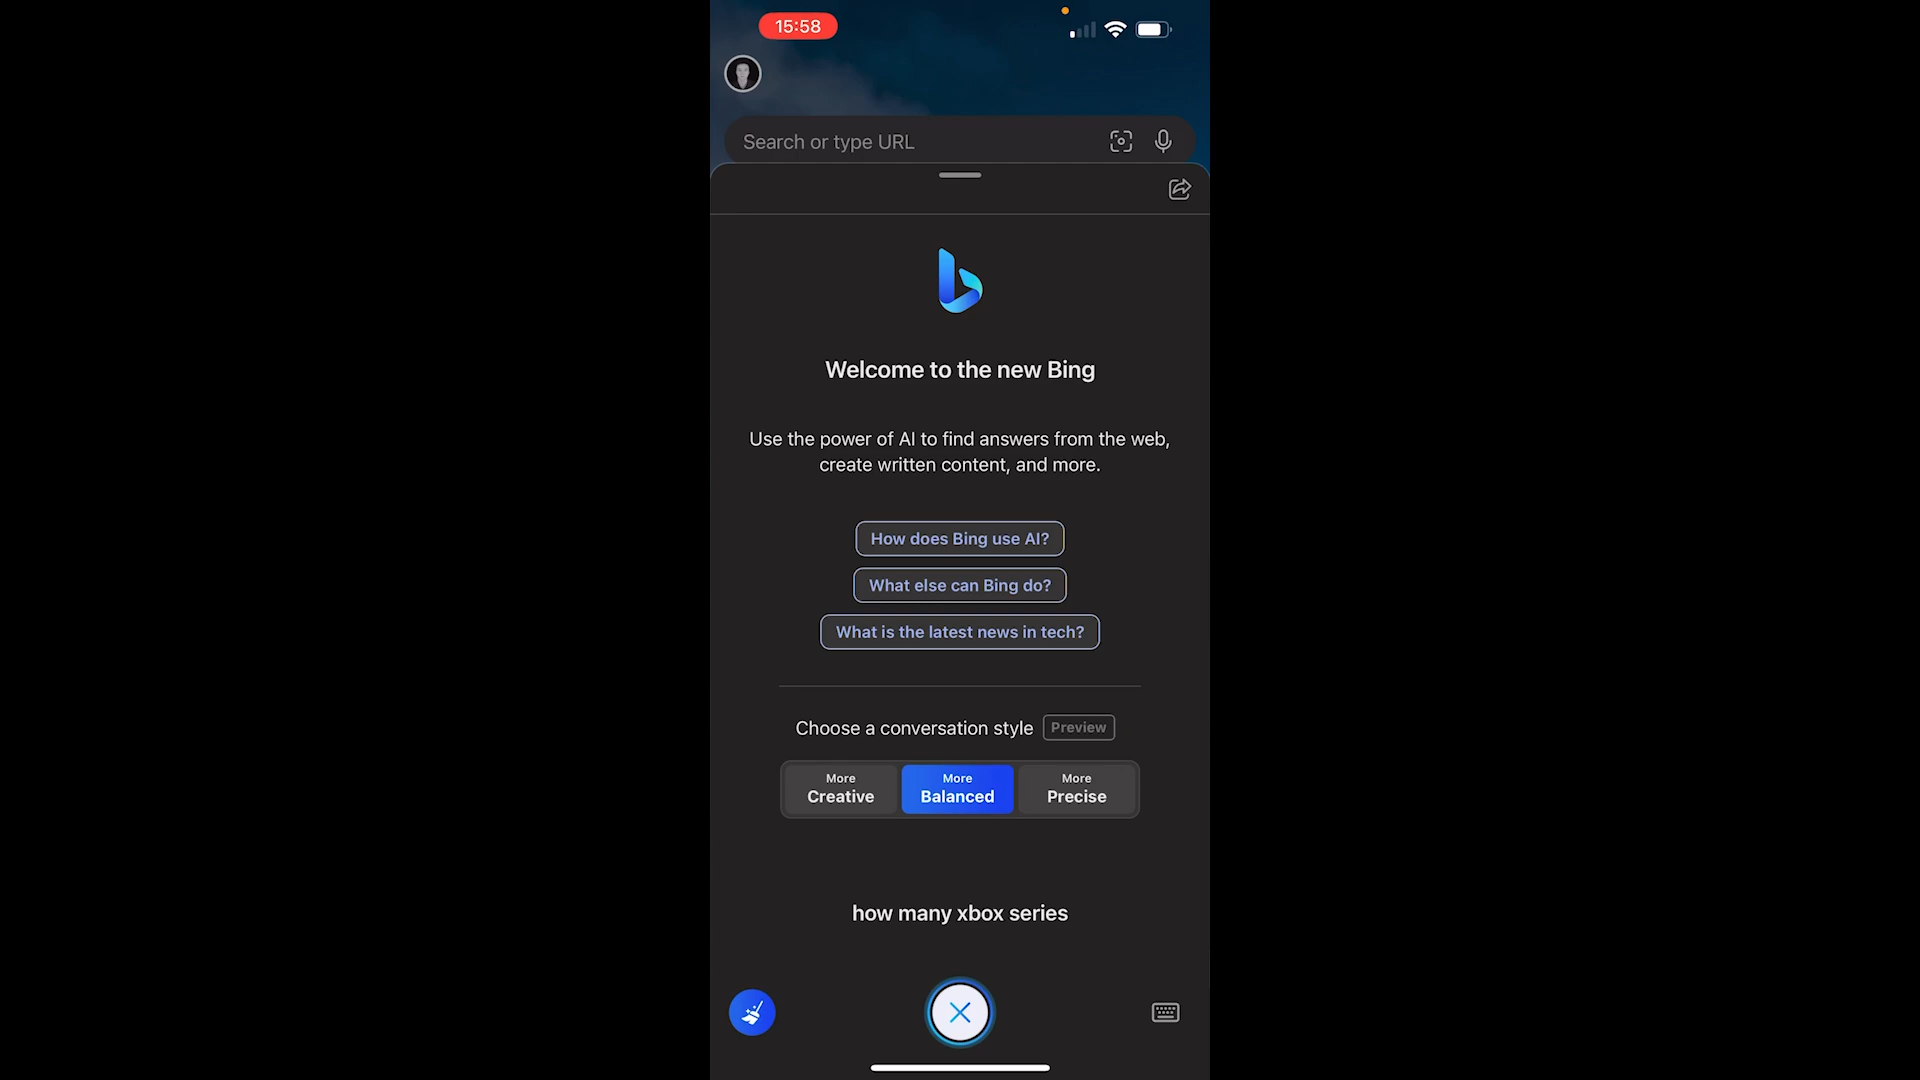 15:58
Search or type URL
Welcome to the new Bing
Use the power of AI to find answers from the web,
create written content, and more.
How does Bing use AI?
What else can Bing do?
What is the latest news in tech?
Choose a conversation style Preview
More
Creative
More
Balanced
More
Precise
how many xbox series